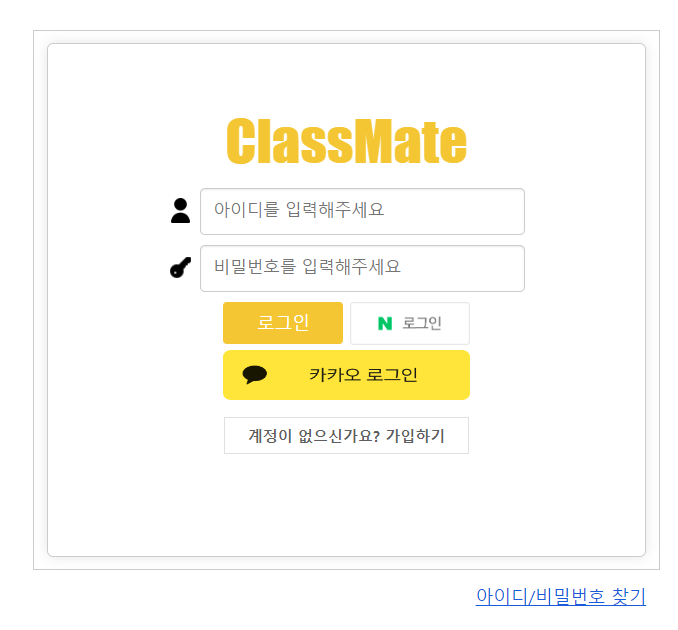 ClassMate
아이디를 입력해주세요
비밀번호를 입력해주세요
로그인 N 로그인
카카오 로그인
계정이 없으신가요? 가입하기
아이디/비밀번호 찾기